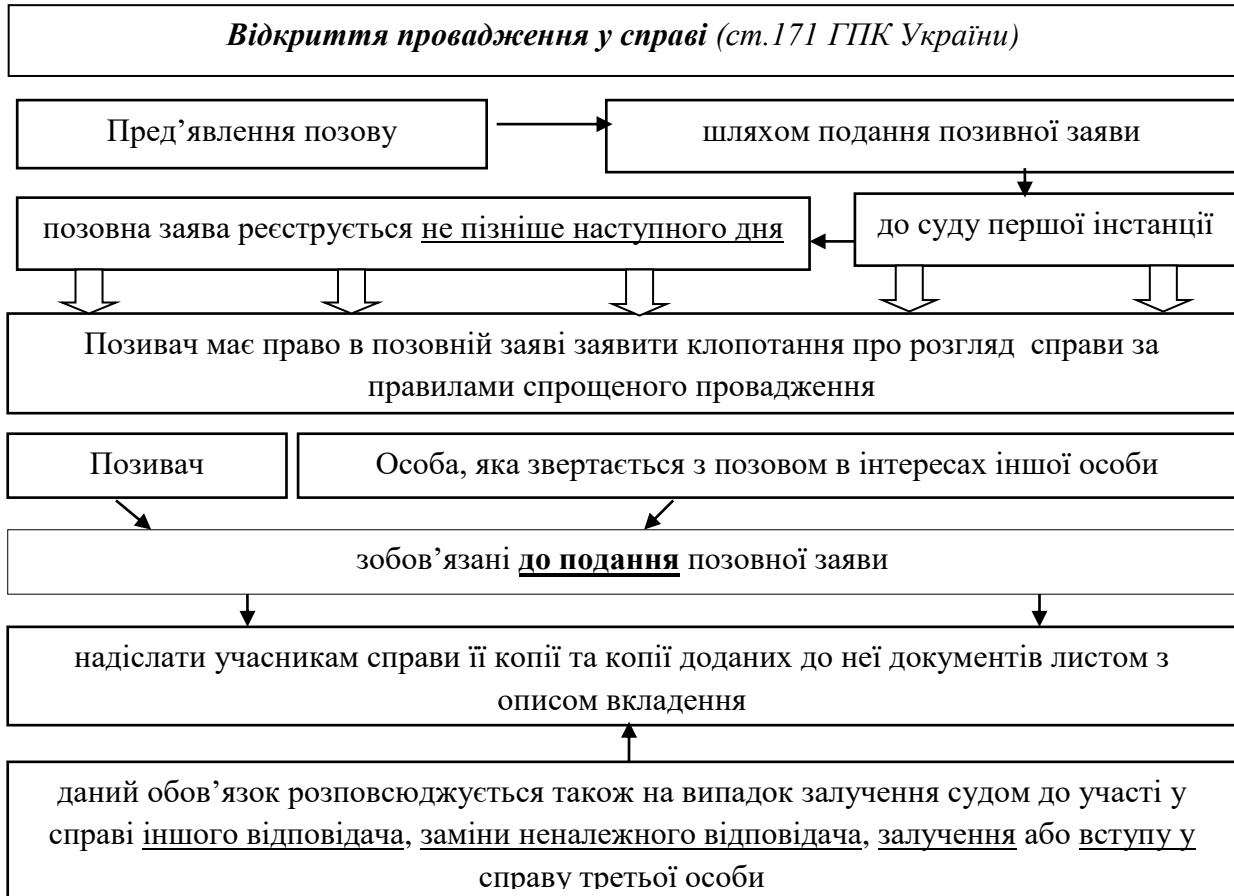 Відкриття провадження у справі (ст.171 ГПК України)
Пред’явлення позову
шляхом подання позивної заяви
позовна заява реєструється не пізніше наступного дня
до суду першої інстанції
Позивач має право в позовній заяві заявити клопотання про розгляд справи за
правилами спрощеного провадження
Позивач
Особа, яка звертається з позовом в інтересах іншої особи
зобов’язані до подання позовної заяви
надіслати учасникам справи її копії та копії доданих до неї документів листом з
описом вкладення
даний обов’язок розповсюджується також на випадок залучення судом до участі у
справі іншого відповідача, заміни неналежного відповідача, залучення або вступу у
справу третьої особи